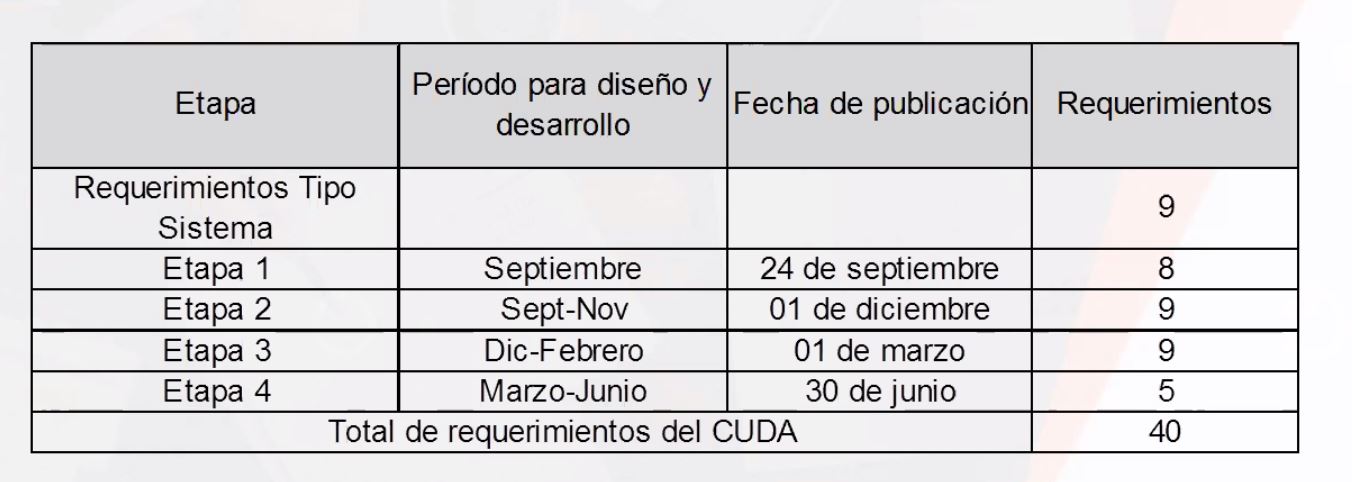 Etapa
Período para diseño y
desarrollo
Fecha de publicación
Requerimientos
Requerimientos Tipo
Sistema
9
Etapa 1 Septiembre 24 de septiembre 8
Etapa 2 Sept-Nov 01 de diciembre 9
Etapa 3 Dic-Febrero 01 de marzo 9
Etapa 4 Marzo-Junio 30 de junio 5
Total de requerimientos del CUDA 40